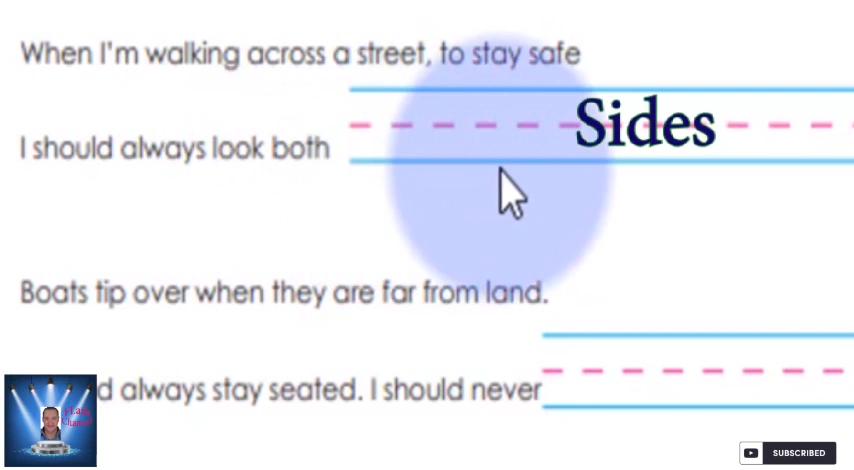 When I'm walking across a street, to stay safe
I should always look both Sides
Boats tip over when they are far from land.
d always stay seated. I should never
SUBSCRIBED